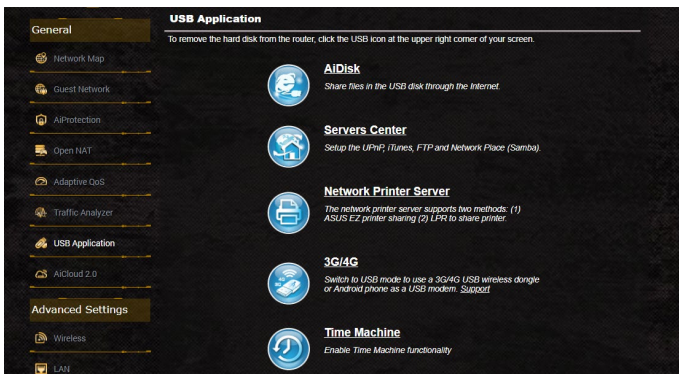 General
Network Map
Guest Network
AiProtection
Open NAT
Adaptive QoS
Traffic Analyzer
USB Application
AiCloud 2.0
Advanced Settings
Wireless
LAN
USB Application
To remove the hard disk from the router, click the USB icon at the upper right corner of your screen.
AiDisk
Share files in the USB disk through the Internet.
Servers Center
Setup the UPnP, iTunes, FTP and Network Place (Samba).
Network Printer Server
The network printer server supports two methods: (1)
ASUS EZ printer sharing (2) LPR to share printer.
3G/4G
Switch to USB mode to use a 3G/4G USB wireless dongle
or Android phone as a USB modem. Support
Time Machine
Enable Time Machine functionality